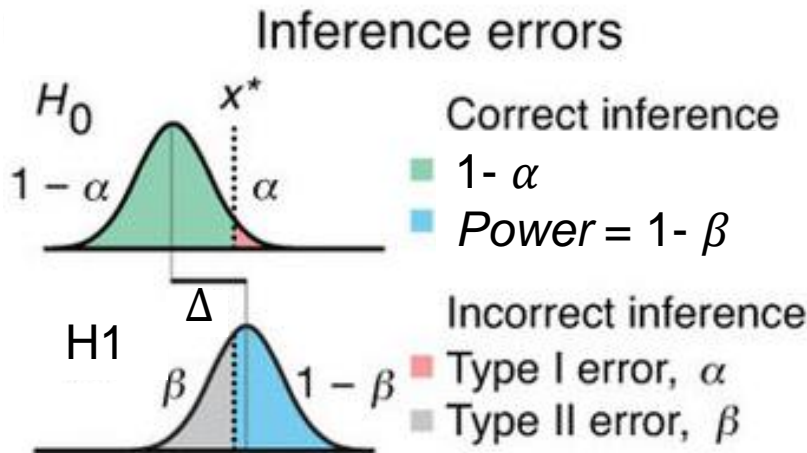 Inference errors
H0
x*
1 − α
α
Correct inference
1- α
Power = 1- β
Δ
H1
β
1 − β
Incorrect inference
Type I error, α
Type II error, β